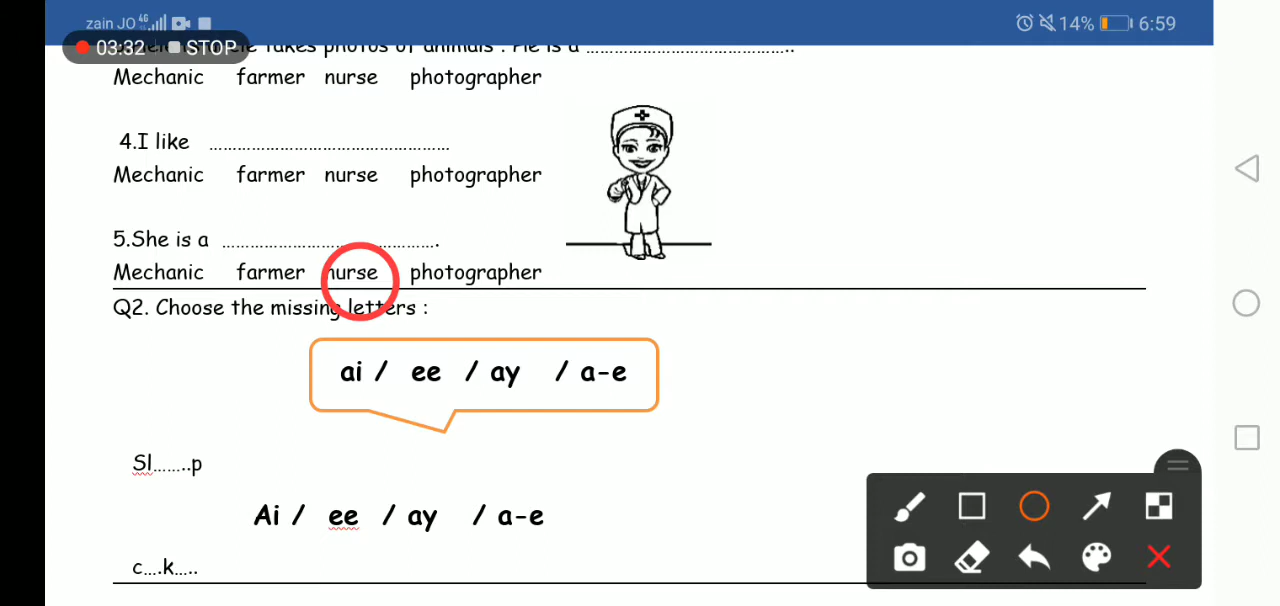 zain JO 4G 14% 6:59
03:32 STOP
takes photos of animals . He is a ..........................................
Mechanic farmer nurse photographer
4.I like ................................................
Mechanic farmer nurse photographer
5.She is a ...........................................
Mechanic farmer nurse photographer
Q2. Choose the missing letters :
ai / ee / ay / a-e
Sl........p
Ai / ee / ay / a-e
c....k.....